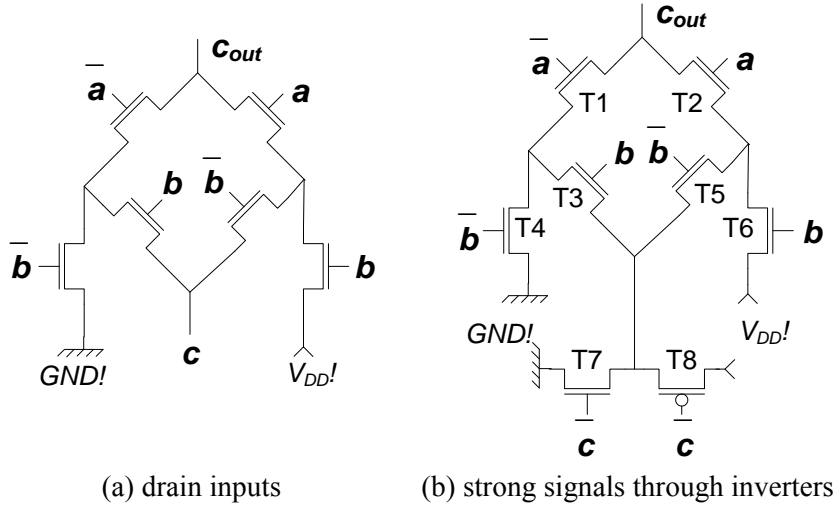 c_out
a̅
a
b
b̅
b̅
b
GND!
V_DD!
c
(a) drain inputs
c_out
a̅
a
T1
T2
b
b̅
T3
T5
b̅
T4
T6
b
GND!
V_DD!
T7
T8
c̅
c̅
(b) strong signals through inverters